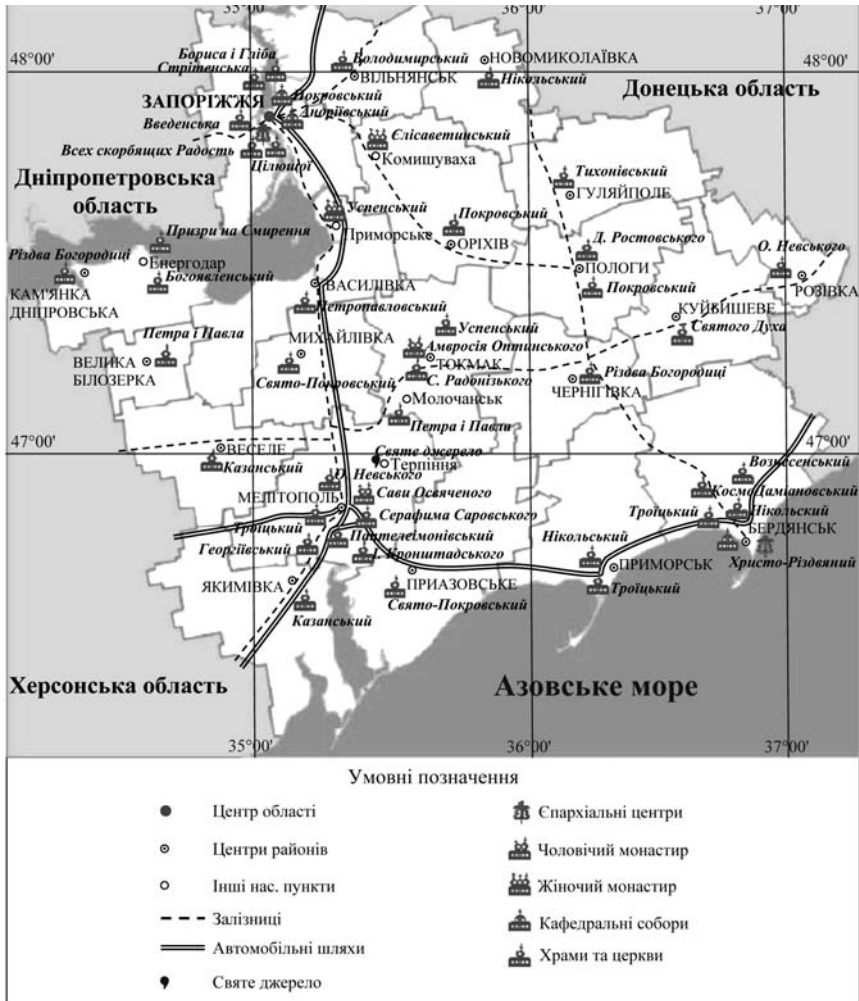 35°00'
36°00'
37°00'
48°00'
48°00'
Бориса і Гліба
Стрітенська
Володимирський
ВІЛЬНЯНСЬК
НОВОМИКОЛАЇВКА
Нікольський
Донецька область
ЗАПОРІЖЖЯ
Покровський
Андріївський
Введенська
Єлісаветинський
Комишуваха
Всех скорбящих Радость
Цілющої
Тихонівський
ГУЛЯЙПОЛЕ
Дніпропетровська
область
Успенський
Приморське
Покровський
ОРІХІВ
Призри на Смирення
Д. Ростовського
О. Невського
Різдва Богородиці
Енергодар
Богоявленський
ПОЛОГИ
Покровський
РОЗІВКА
КАМ'ЯНКА
ДНІПРОВСЬКА
ВАСИЛІВКА
Петропавловський
КУЙБИШЕВЕ
Святого Духа
Петра і Павла
МИХАЙЛІВКА
Успенський
Амвросія Оптинського
ТОКМАК
ВЕЛИКА
БІЛОЗЕРКА
Свято-Покровський
С. Радонізького
Різдва Богородиці
ЧЕРНІГІВКА
Молочанськ
Петра і Павла
47°00'
47°00'
ВЕСЕЛЕ
Казанський
Святе джерело
Терпіння
Вознесенський
О. Невського
МЕЛІТОПОЛЬ
Сави Освяченого
КосмоДаміановський
Троїцький
Серафима Саровського
Троїцький
Нікольский
БЕРДЯНСЬК
Георгіївський
Пантелеімонівський
І. Кронштадського
Нікольський
Христо-Різдвяний
ЯКИМІВКА
ПРИАЗОВСЬКЕ
ПРИМОРСЬК
Казанський
Свято-Покровський
Троїцький
Херсонська область
Азовське море
35°00'
36°00'
37°00'
Умовні позначення
Центр області
Центри районів
Інші нас. пункти
Залізниці
Автомобільні шляхи
Святе джерело
Єпархіальні центри
Чоловічий монастир
Жіночий монастир
Кафедральні собори
Храми та церкви